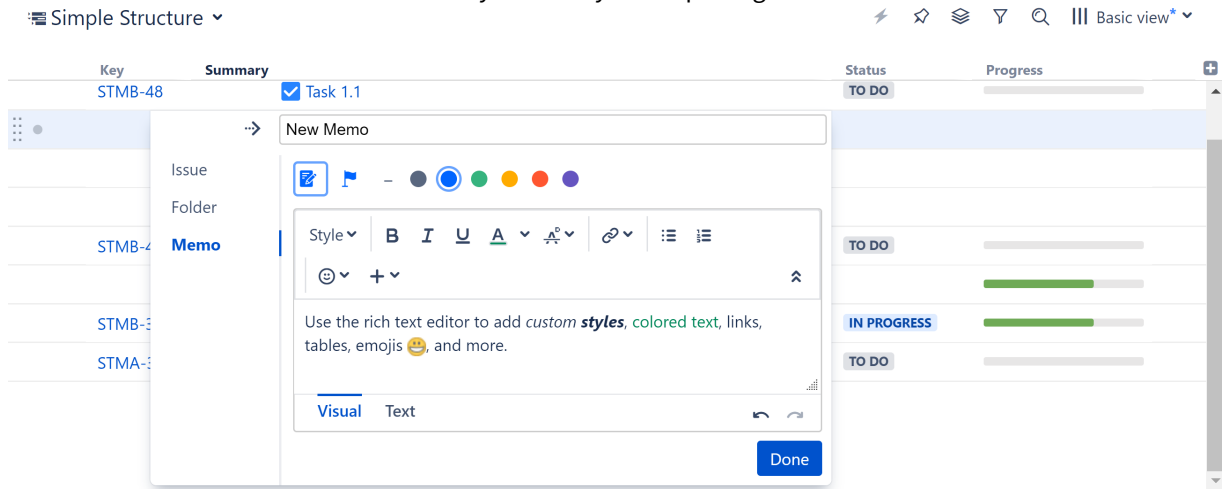 Simple Structure
Basic view*
Key Summary Status Progress
STMB-48 Task 1.1 TO DO
New Memo
Issue
Folder
Memo
Style B I U A
Use the rich text editor to add custom styles, colored text, links,
tables, emojis 😀, and more.
Visual Text
Done
STMB-4 TO DO
STMB-3 IN PROGRESS
STMA-3 TO DO